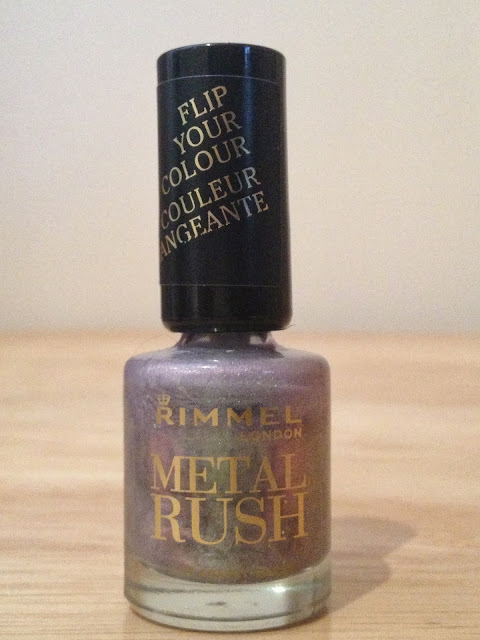 FLIP
YOUR
COLOUR
COULEUR
ANGEANTE
RIMMEL
LONDON
METAL
RUSH